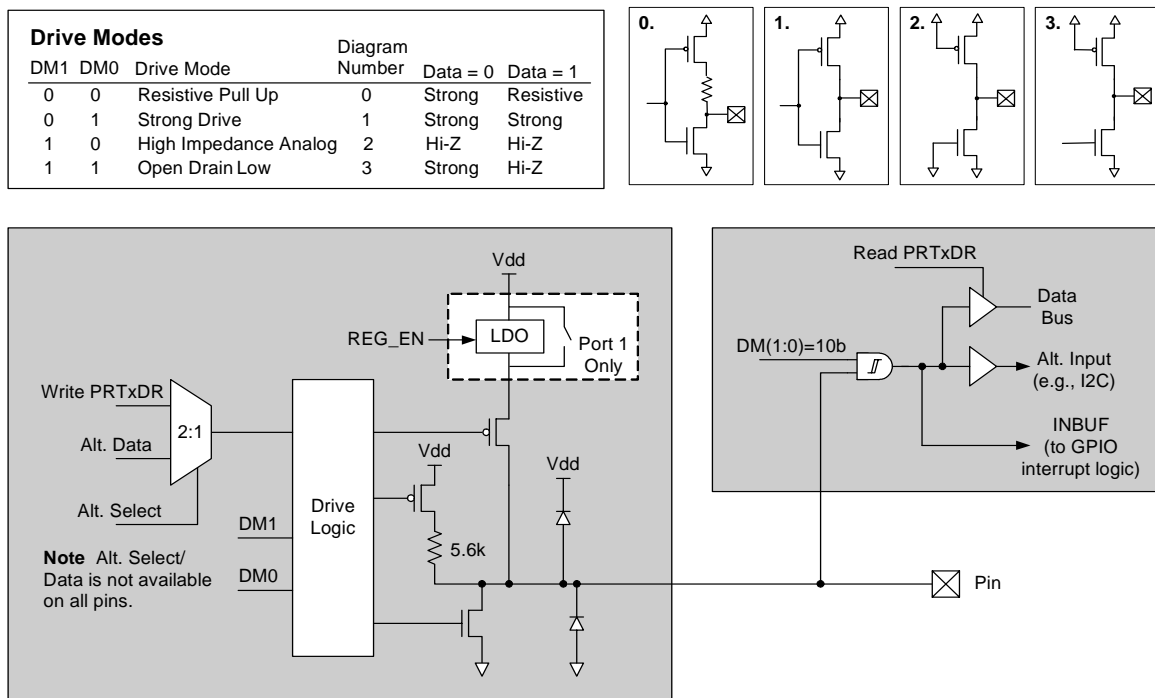 Drive Modes
DM1 DM0 Drive Mode Diagram Number Data = 0 Data = 1
0 0 Resistive Pull Up 0 Strong Resistive
0 1 Strong Drive 1 Strong Strong
1 0 High Impedance Analog 2 Hi-Z Hi-Z
1 1 Open Drain Low 3 Strong Hi-Z
0.
1.
2.
3.
Vdd
REG_EN
LDO
Port 1
Only
Write PRTxDR
2:1
Alt. Data
Alt. Select
Note Alt. Select/
Data is not available
on all pins.
DM1
DM0
Drive
Logic
Vdd
5.6k
Vdd
Read PRTxDR
Data
Bus
DM(1:0)=10b
Alt. Input
(e.g., I2C)
INBUF
(to GPIO
interrupt logic)
Pin